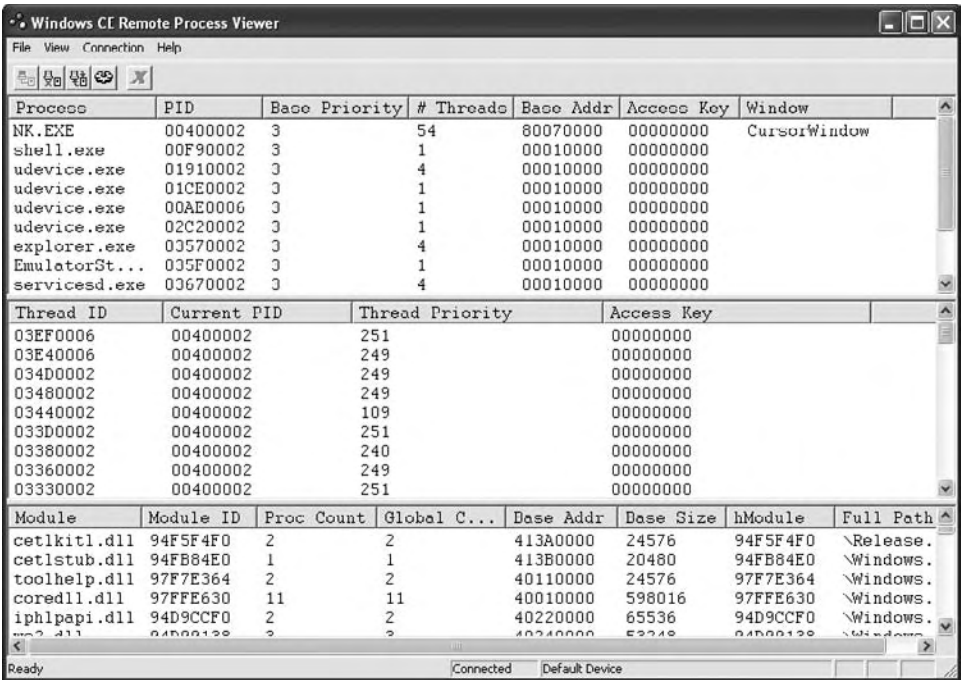 Windows CE Remote Process Viewer
File View Connection Help
Process PID Base Priority # Threads Base Addr Access Key Window
NK.EXE 00400002 3 54 80070000 00000000 CursorWindow
shell.exe 00F90002 3 1 00010000 00000000
udevice.exe 01910002 3 4 00010000 00000000
udevice.exe 01CE0002 3 1 00010000 00000000
udevice.exe 00AE0006 3 1 00010000 00000000
udevice.exe 02C20002 3 1 00010000 00000000
explorer.exe 03570002 3 4 00010000 00000000
EmulatorSt... 035F0002 3 1 00010000 00000000
servicesd.exe 03670002 3 4 00010000 00000000
Thread ID Current PID Thread Priority Access Key
03EF0006 00400002 251 00000000
03E40006 00400002 249 00000000
034D0002 00400002 249 00000000
03480002 00400002 249 00000000
03440002 00400002 109 00000000
033D0002 00400002 251 00000000
03380002 00400002 240 00000000
03360002 00400002 249 00000000
03330002 00400002 251 00000000
Module Module ID Proc Count Global C... Base Addr Base Size hModule Full Path
cetlkitl.dll 94F5F4F0 2 2 413A0000 24576 94F5F4F0 \Release.
cetlstub.dll 94FB84E0 1 1 413B0000 20480 94FB84E0 \Windows.
toolhelp.dll 97F7E364 2 2 40110000 24576 97F7E364 \Windows.
coredll.dll 97FFE630 11 11 40010000 598016 97FFE630 \Windows.
iphlpapi.dll 94D9CCF0 2 2 40220000 65536 94D9CCF0 \Windows.
Ready Connected Default Device